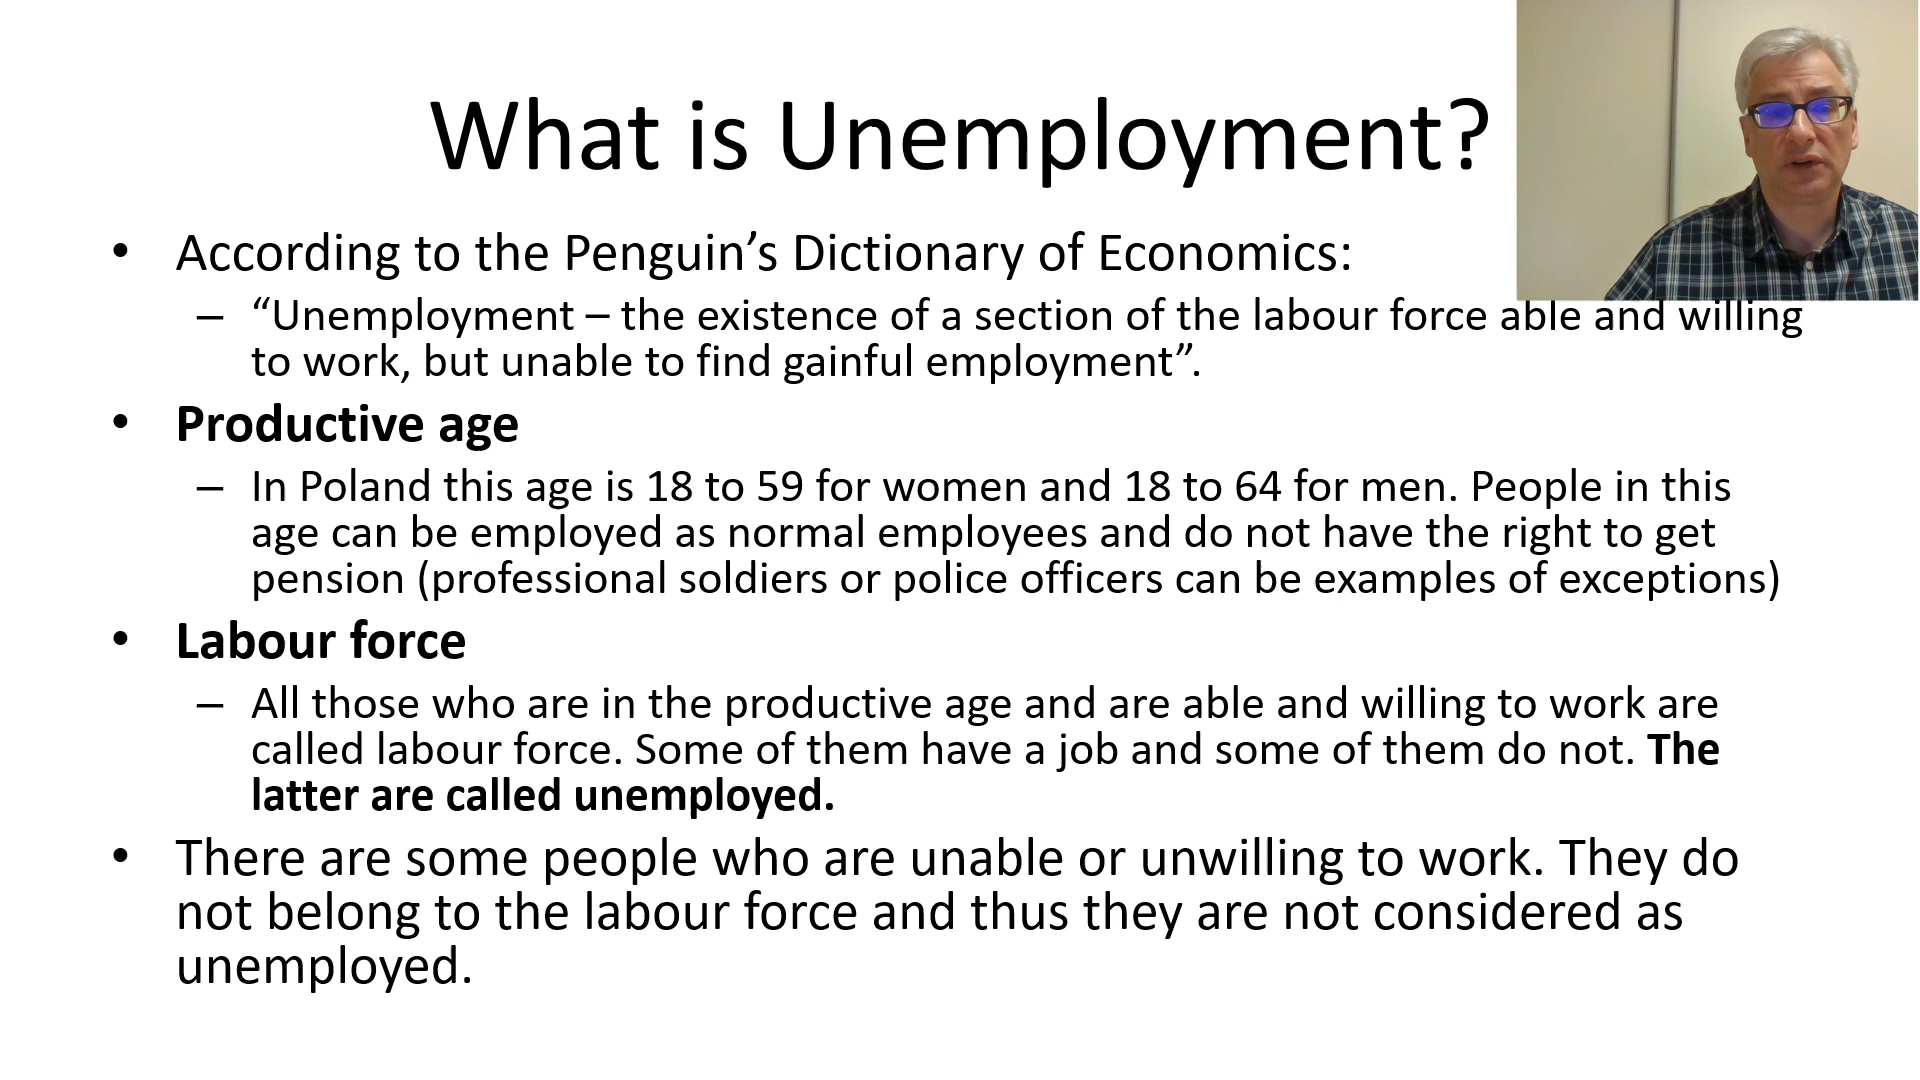 What is Unemployment?
• According to the Penguin’s Dictionary of Economics:
– “Unemployment – the existence of a section of the labour force able and willing
to work, but unable to find gainful employment”.
• Productive age
– In Poland this age is 18 to 59 for women and 18 to 64 for men. People in this
age can be employed as normal employees and do not have the right to get
pension (professional soldiers or police officers can be examples of exceptions)
• Labour force
– All those who are in the productive age and are able and willing to work are
called labour force. Some of them have a job and some of them do not. The
latter are called unemployed.
• There are some people who are unable or unwilling to work. They do
not belong to the labour force and thus they are not considered as
unemployed.